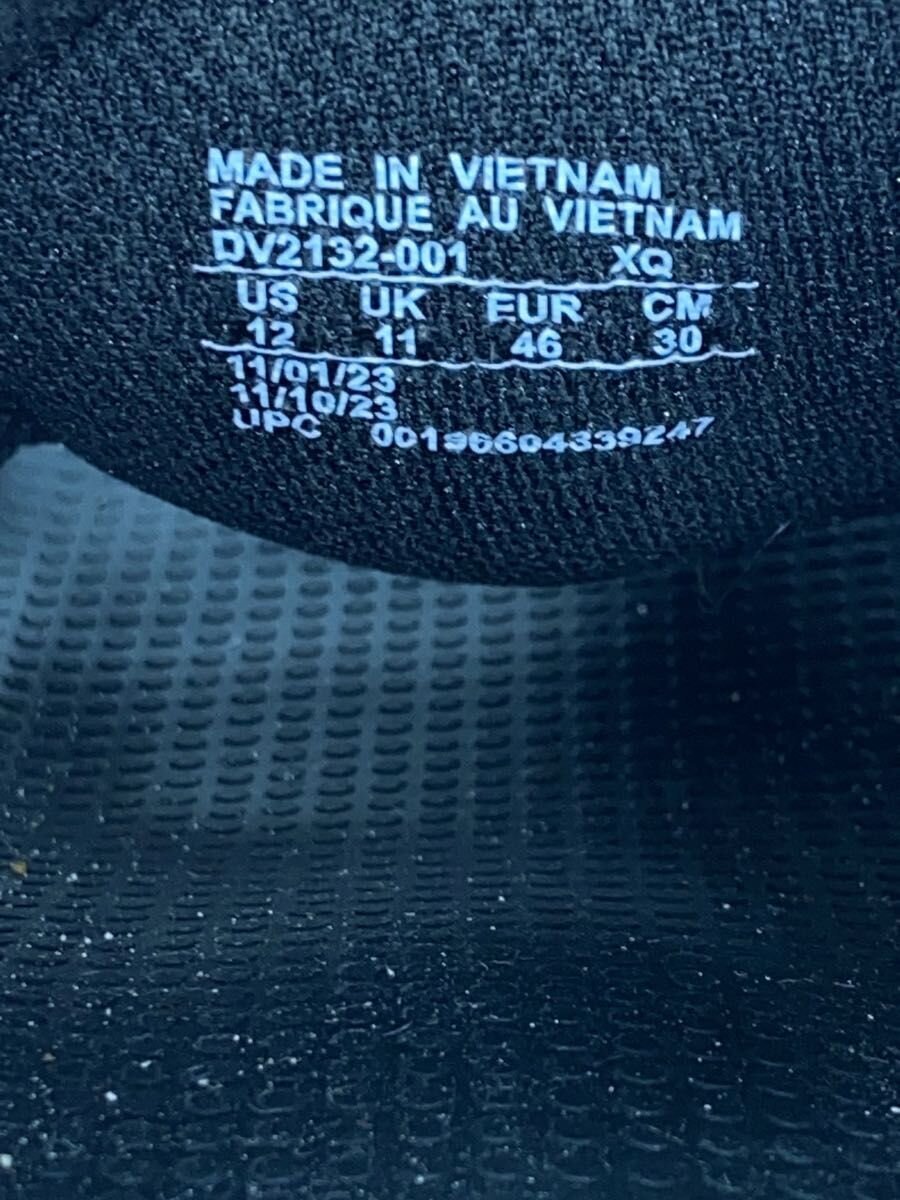 MADE IN VIETNAM
FABRIQUE AU VIETNAM
DV2132-001 XQ
US UK EUR CM
12 11 46 30
11/01/23
11/10/23
UPC 00196604339247